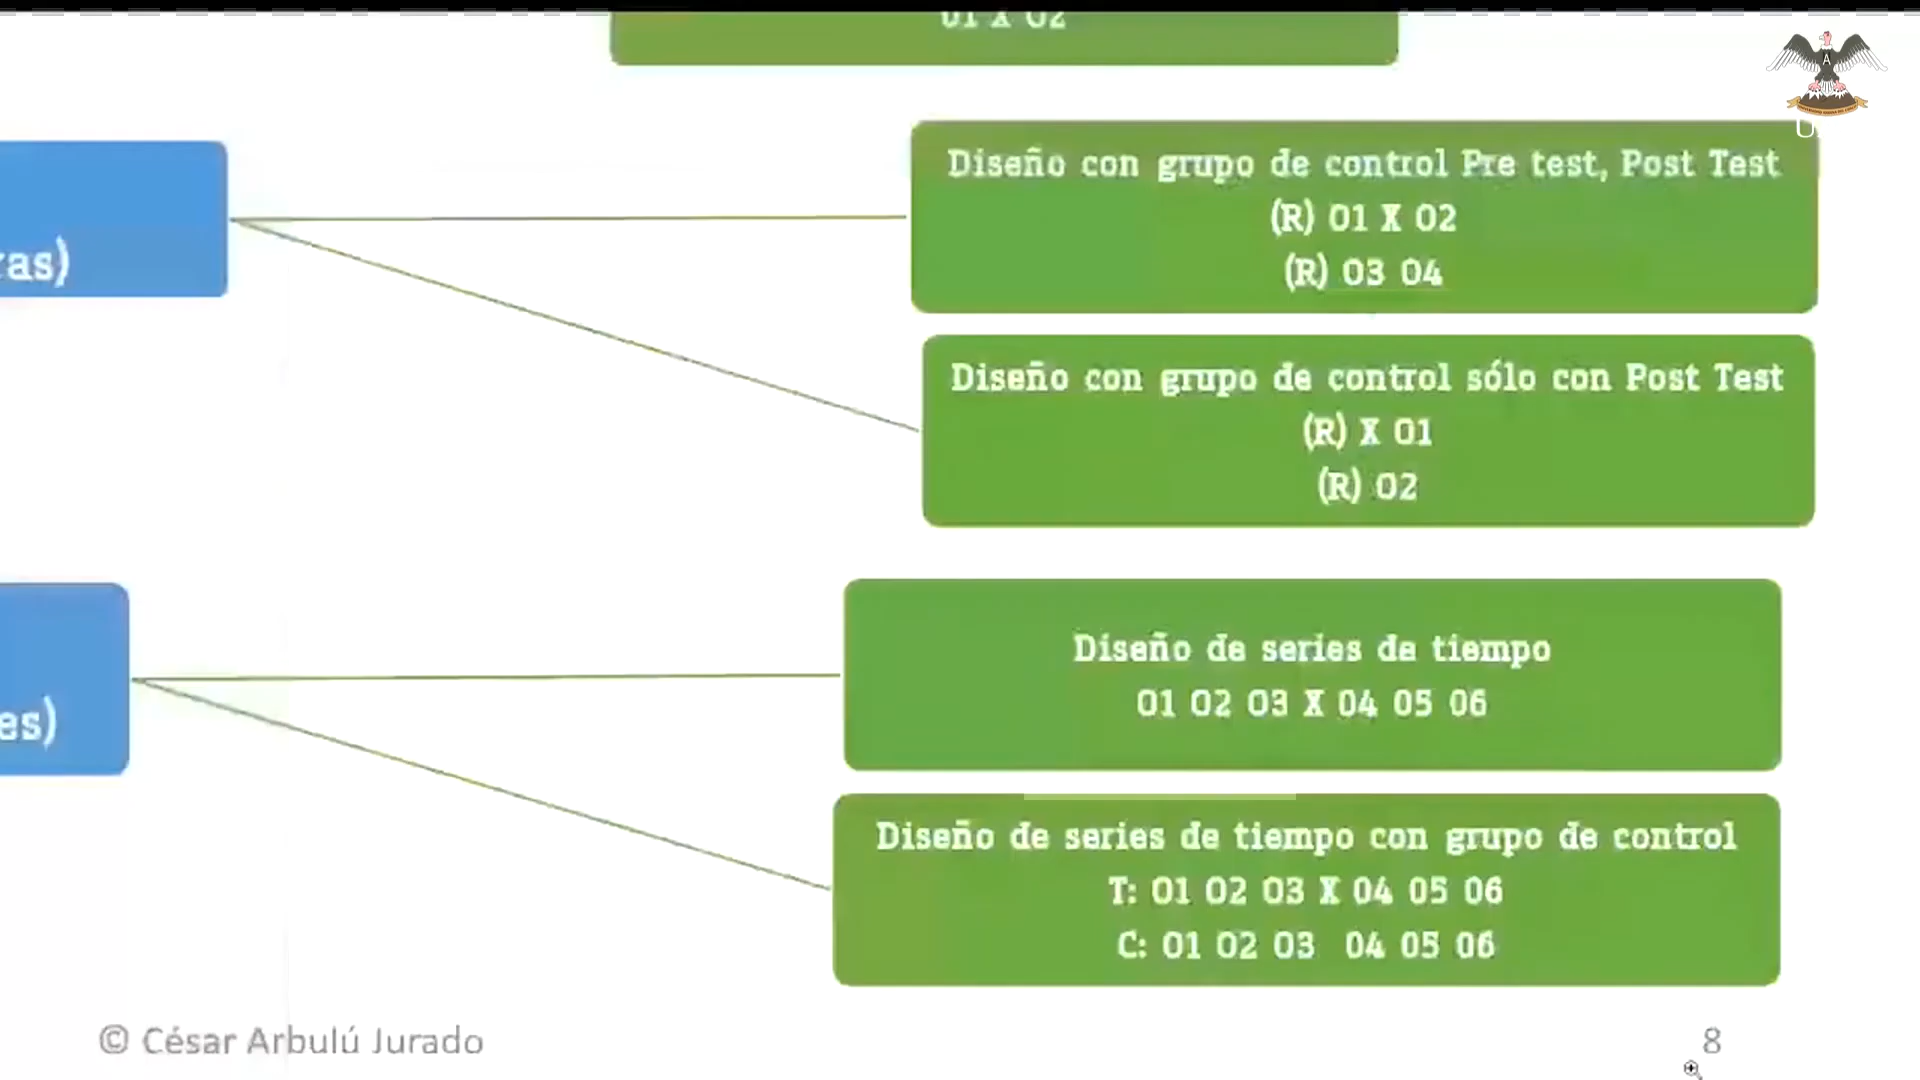 01 X 02
Diseño con grupo de control Pre test, Post Test
(R) 01 X 02
(R) 03 04
ras)
Diseño con grupo de control sólo con Post Test
(R) X 01
(R) 02
Diseño de series de tiempo
01 02 03 X 04 05 06
es)
Diseño de series de tiempo con grupo de control
T: 01 02 03 X 04 05 06
C: 01 02 03 04 05 06
© César Arbulú Jurado
8